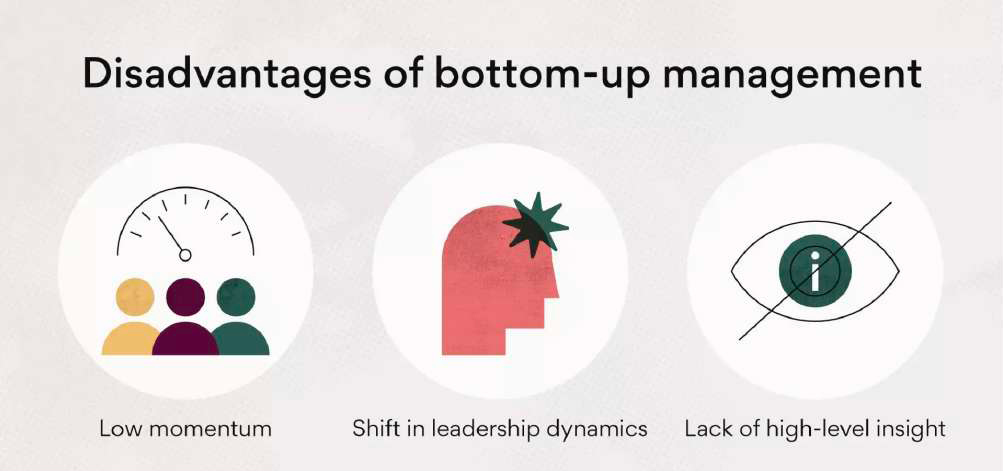 Disadvantages of bottom-up management
i
Low momentum
Shift in leadership dynamics
Lack of high-level insight